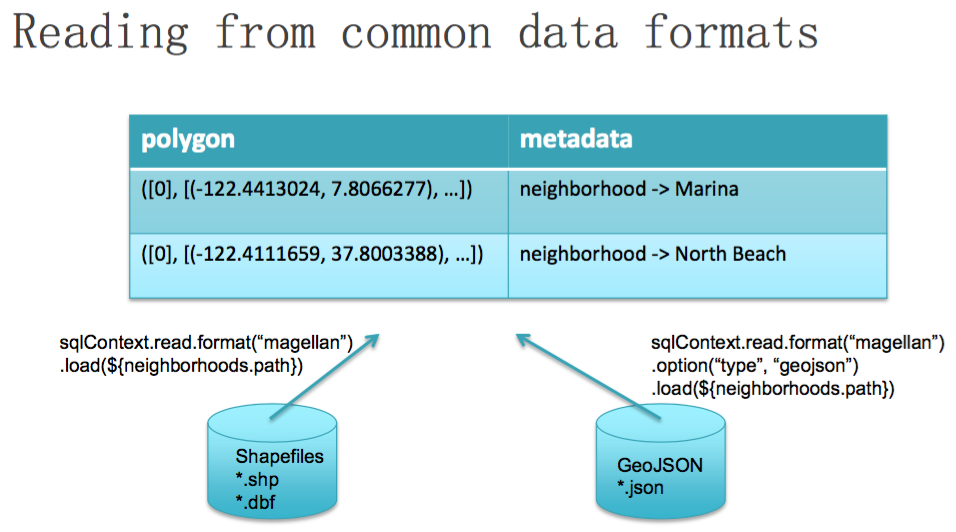 Reading from common data formats
polygon metadata
([0], [(-122.4413024, 7.8066277), …]) neighborhood -> Marina
([0], [(-122.4111659, 37.8003388), …]) neighborhood -> North Beach
sqlContext.read.format(“magellan”)
.load(${neighborhoods.path})
sqlContext.read.format(“magellan”)
.option(“type”, “geojson”)
.load(${neighborhoods.path})
Shapefiles
*.shp
*.dbf
GeoJSON
*.json